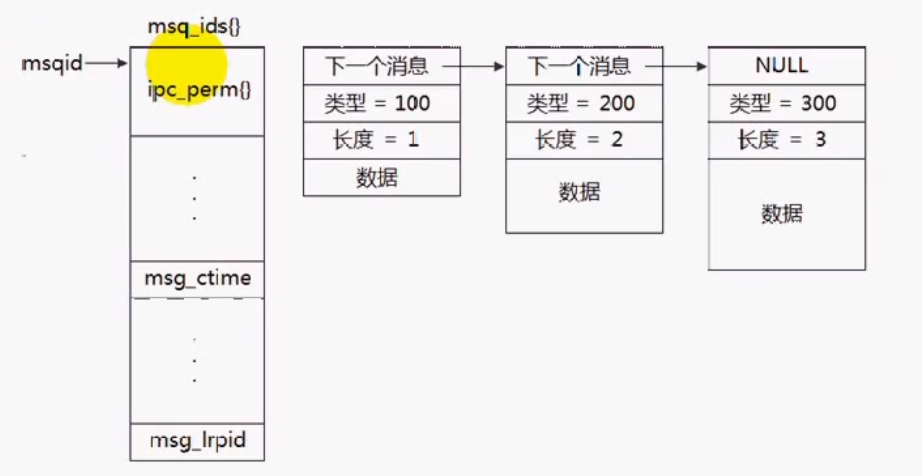 msq_ids{}
msqid
ipc_perm{}
msg_ctime
msg_lrpid
下一个消息
类型 = 100
长度 = 1
数据
下一个消息
类型 = 200
长度 = 2
数据
NULL
类型 = 300
长度 = 3
数据